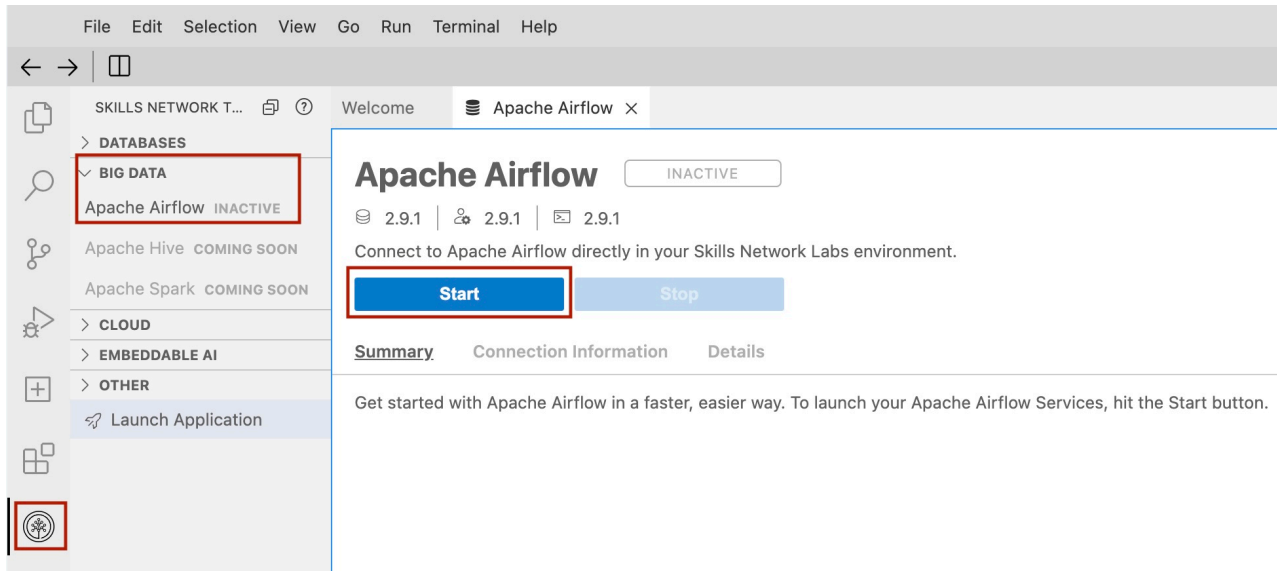 File Edit Selection View Go Run Terminal Help
SKILLS NETWORK T...
DATABASES
BIG DATA
Apache Airflow INACTIVE
Apache Hive COMING SOON
Apache Spark COMING SOON
CLOUD
EMBEDDABLE AI
OTHER
Launch Application
Welcome Apache Airflow
Apache Airflow INACTIVE
2.9.1 2.9.1 2.9.1
Connect to Apache Airflow directly in your Skills Network Labs environment.
Start Stop
Summary Connection Information Details
Get started with Apache Airflow in a faster, easier way. To launch your Apache Airflow Services, hit the Start button.